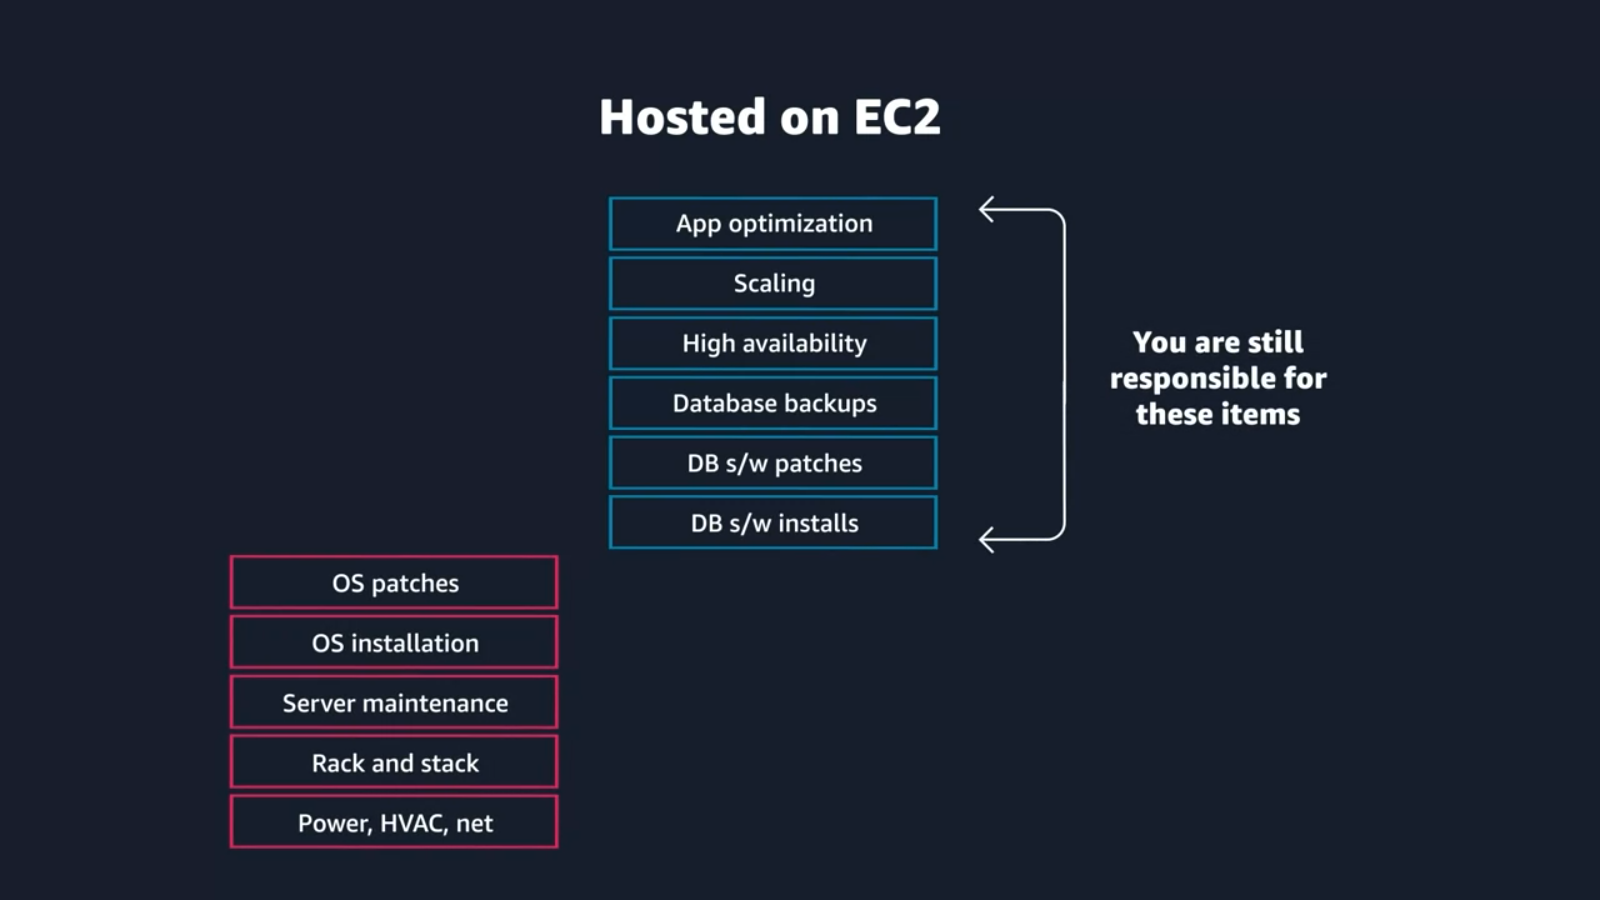 Hosted on EC2
App optimization
Scaling
High availability
Database backups
DB s/w patches
DB s/w installs
You are still
responsible for
these items
OS patches
OS installation
Server maintenance
Rack and stack
Power, HVAC, net